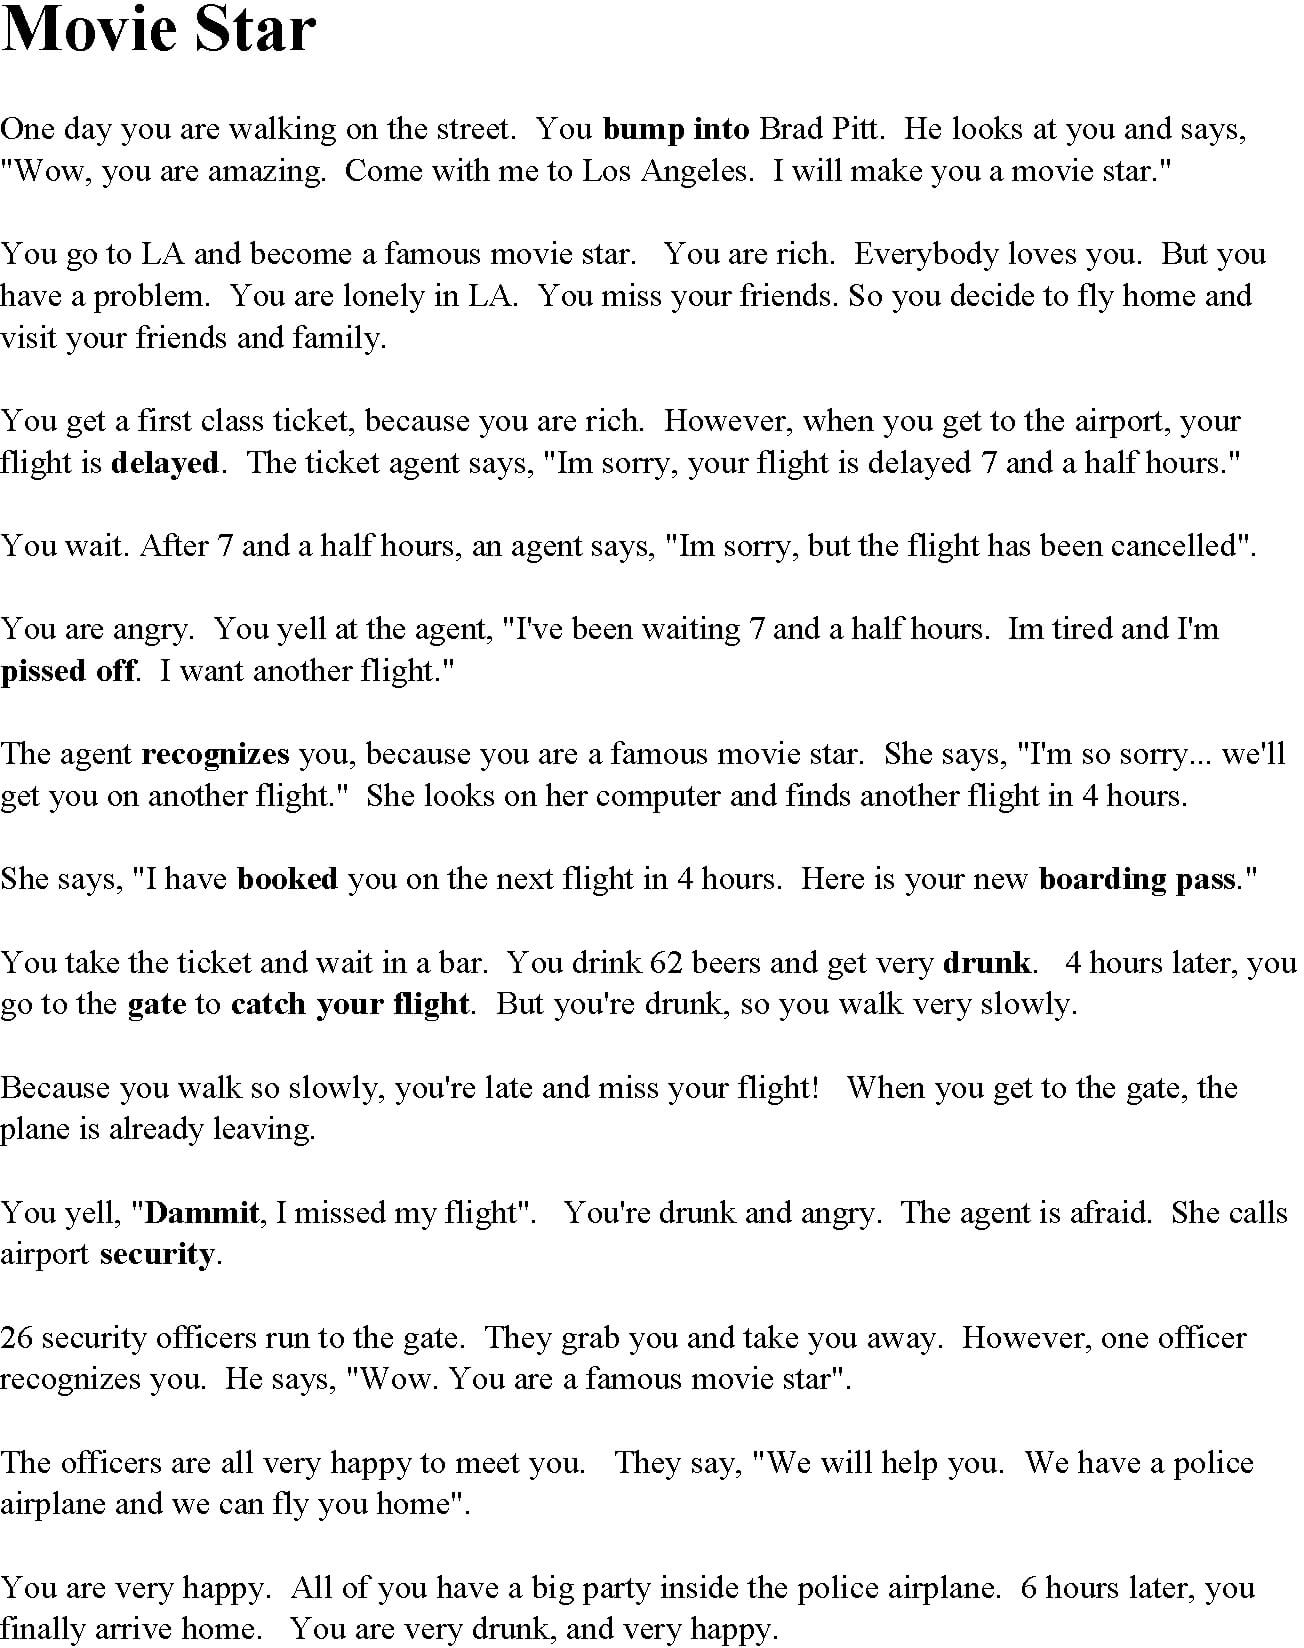 Movie Star
One day you are walking on the street.  You bump into Brad Pitt.  He looks at you and says,
"Wow, you are amazing.  Come with me to Los Angeles.  I will make you a movie star."
You go to LA and become a famous movie star.   You are rich.  Everybody loves you.  But you
have a problem.  You are lonely in LA.  You miss your friends. So you decide to fly home and
visit your friends and family.
You get a first class ticket, because you are rich.  However, when you get to the airport, your
flight is delayed.  The ticket agent says, "Im sorry, your flight is delayed 7 and a half hours."
You wait. After 7 and a half hours, an agent says, "Im sorry, but the flight has been cancelled".
You are angry.  You yell at the agent, "I've been waiting 7 and a half hours.  Im tired and I'm
pissed off.  I want another flight."
The agent recognizes you, because you are a famous movie star.  She says, "I'm so sorry... we'll
get you on another flight."  She looks on her computer and finds another flight in 4 hours.
She says, "I have booked you on the next flight in 4 hours.  Here is your new boarding pass."
You take the ticket and wait in a bar.  You drink 62 beers and get very drunk.   4 hours later, you
go to the gate to catch your flight.  But you're drunk, so you walk very slowly.
Because you walk so slowly, you're late and miss your flight!   When you get to the gate, the
plane is already leaving.
You yell, "Dammit, I missed my flight".   You're drunk and angry.  The agent is afraid.  She calls
airport security.
26 security officers run to the gate.  They grab you and take you away.  However, one officer
recognizes you.  He says, "Wow. You are a famous movie star".
The officers are all very happy to meet you.   They say, "We will help you.  We have a police
airplane and we can fly you home".
You are very happy.  All of you have a big party inside the police airplane.  6 hours later, you
finally arrive home.   You are very drunk, and very happy.